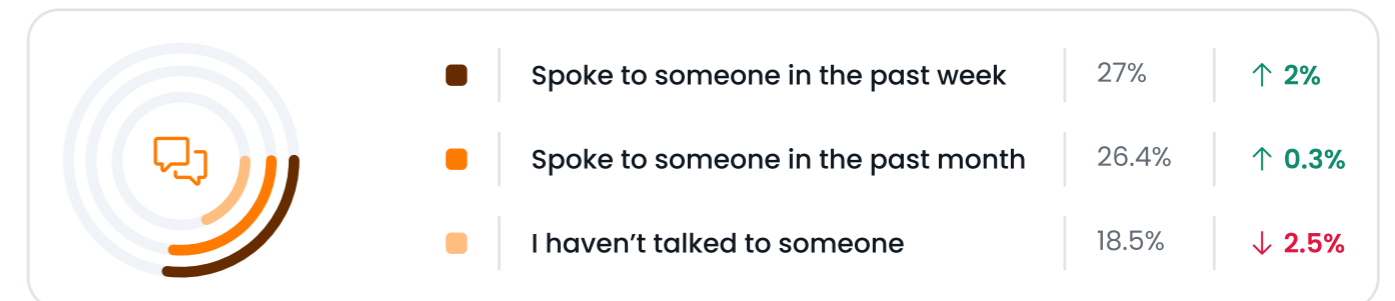 Spoke to someone in the past week 27% ↑ 2%
Spoke to someone in the past month 26.4% ↑ 0.3%
I haven’t talked to someone 18.5% ↓ 2.5%